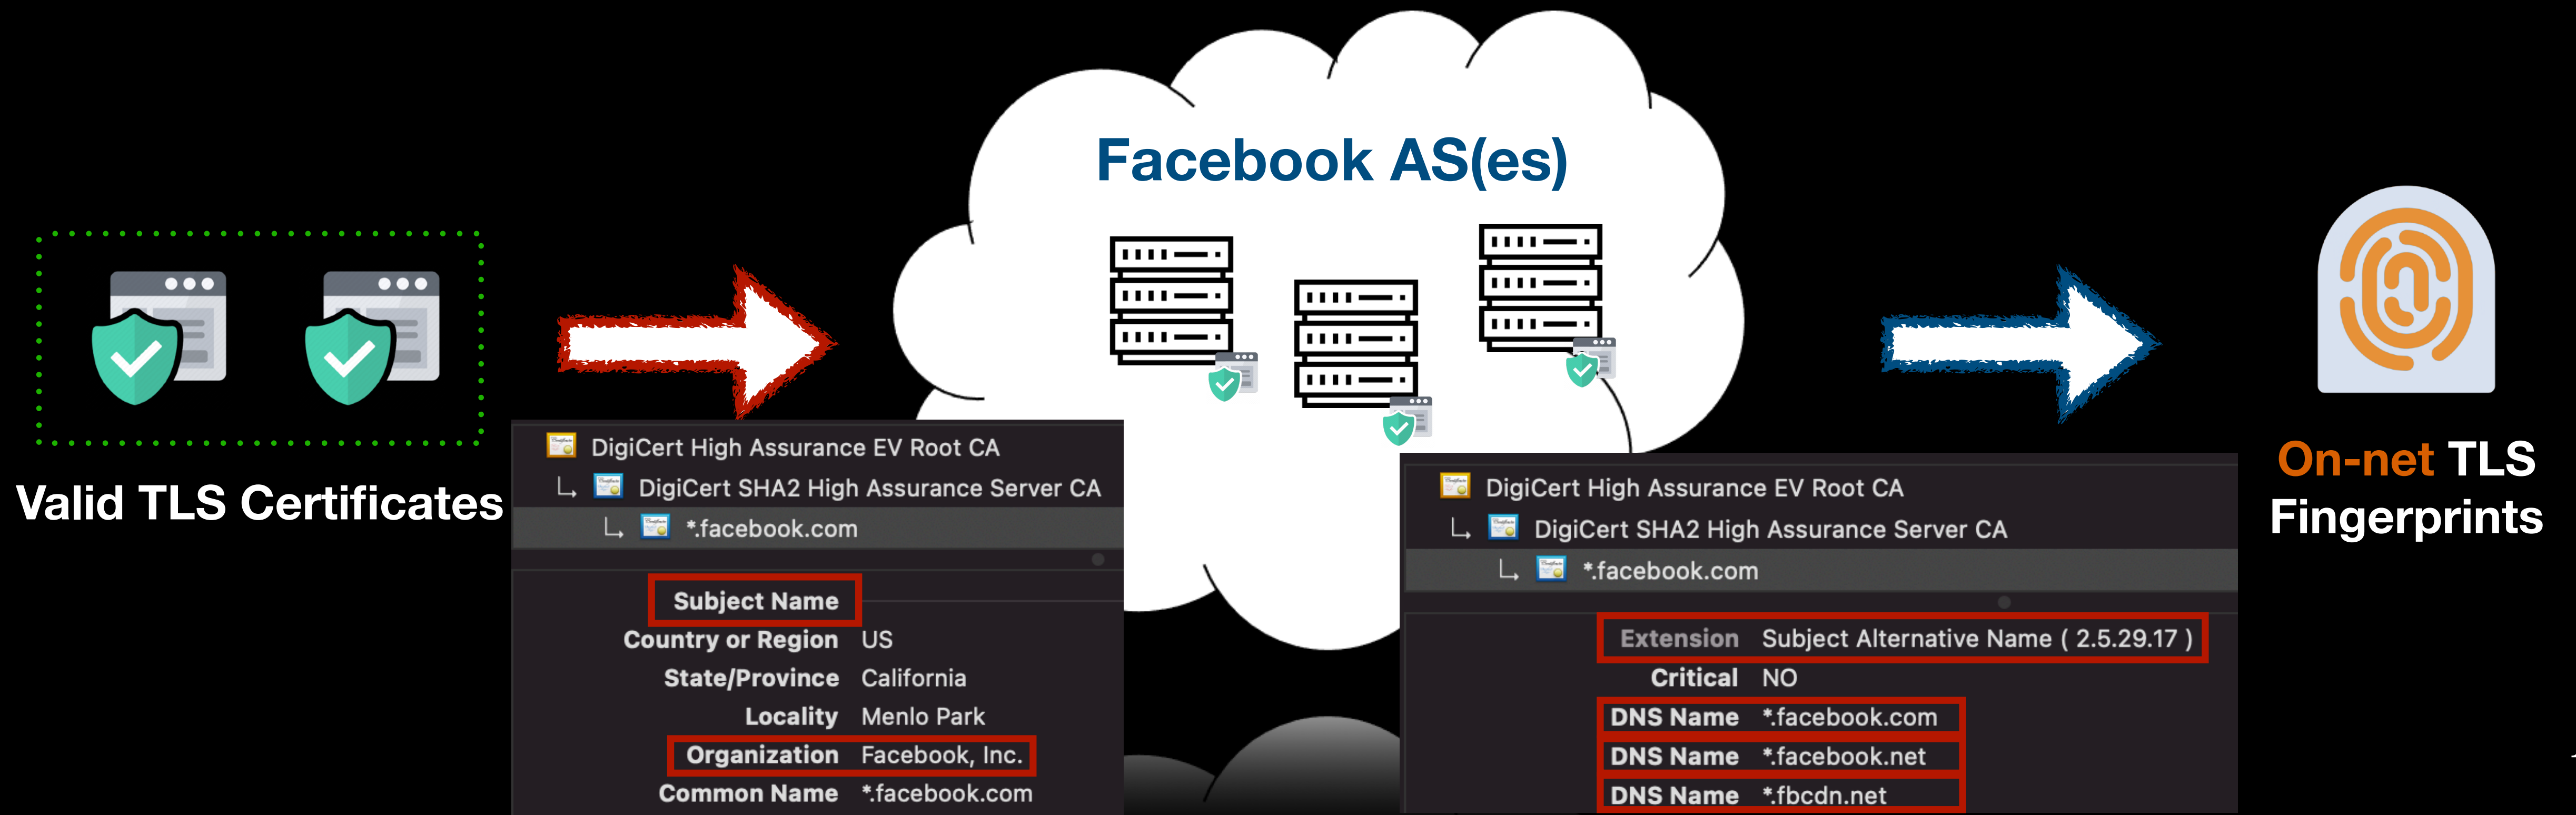 Facebook AS(es)
Valid TLS Certificates
DigiCert High Assurance EV Root CA
DigiCert SHA2 High Assurance Server CA
*.facebook.com
Subject Name
Country or Region US
State/Province California
Locality Menlo Park
Organization Facebook, Inc.
Common Name *.facebook.com
DigiCert High Assurance EV Root CA
DigiCert SHA2 High Assurance Server CA
*.facebook.com
Extension Subject Alternative Name ( 2.5.29.17 )
Critical NO
DNS Name *.facebook.com
DNS Name *.facebook.net
DNS Name *.fbcdn.net
On-net TLS
Fingerprints